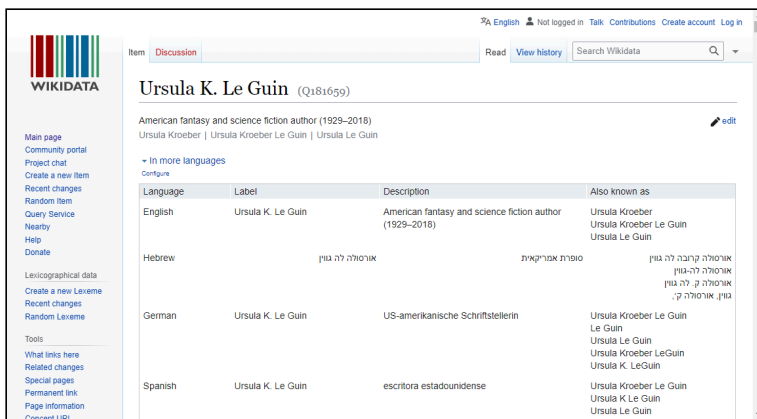 English Not logged in Talk Contributions Create account Log in
Item Discussion Read View history Search Wikidata
WIKIDATA
Ursula K. Le Guin (Q181659)
American fantasy and science fiction author (1929–2018)
edit
Ursula Kroeber | Ursula Kroeber Le Guin | Ursula Le Guin
In more languages
Configure
Language Label Description Also known as
English Ursula K. Le Guin American fantasy and science fiction author (1929–2018) Ursula Kroeber
Ursula Kroeber Le Guin
Ursula Le Guin
Hebrew אורסולה לה גווין סופרת אמריקאית אורסולה קרובה לה גווין
אורסולה לה-גווין
אורסולה ק. לה גווין
גווין, אורסולה ק',
German Ursula K. Le Guin US-amerikanische Schriftstellerin Ursula Kroeber Le Guin
Le Guin
Ursula Le Guin
Ursula Kroeber LeGuin
Ursula K. LeGuin
Spanish Ursula K. Le Guin escritora estadounidense Ursula Kroeber Le Guin
Ursula K Le Guin
Ursula Le Guin
Main page
Community portal
Project chat
Create a new Item
Recent changes
Random Item
Query Service
Nearby
Help
Donate
Lexicographical data
Create a new Lexeme
Recent changes
Random Lexeme
Tools
What links here
Related changes
Special pages
Permanent link
Page information
Concept URI